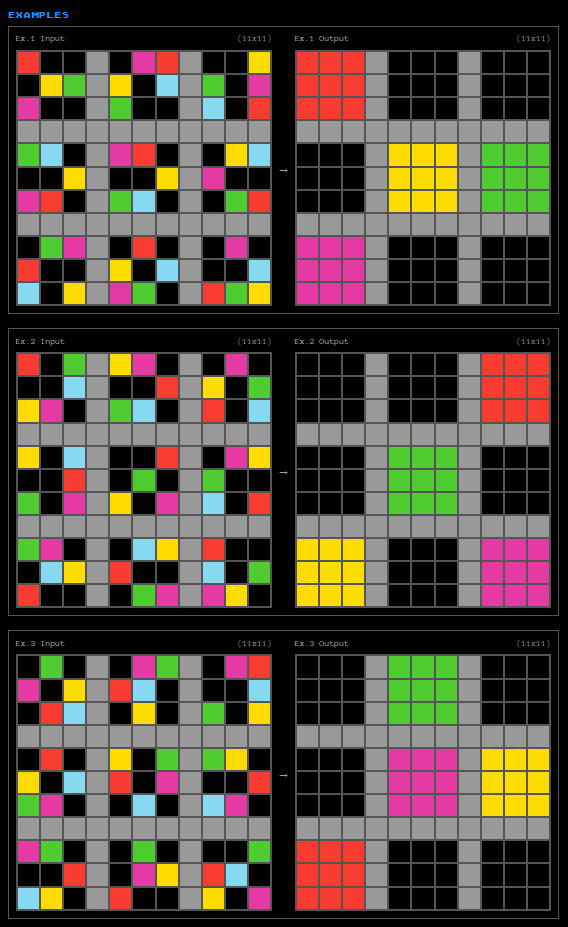 EXAMPLES
Ex.1 Input (11x11) Ex.1 Output (11x11)
→
Ex.2 Input (11x11) Ex.2 Output (11x11)
→
Ex.3 Input (11x11) Ex.3 Output (11x11)
→